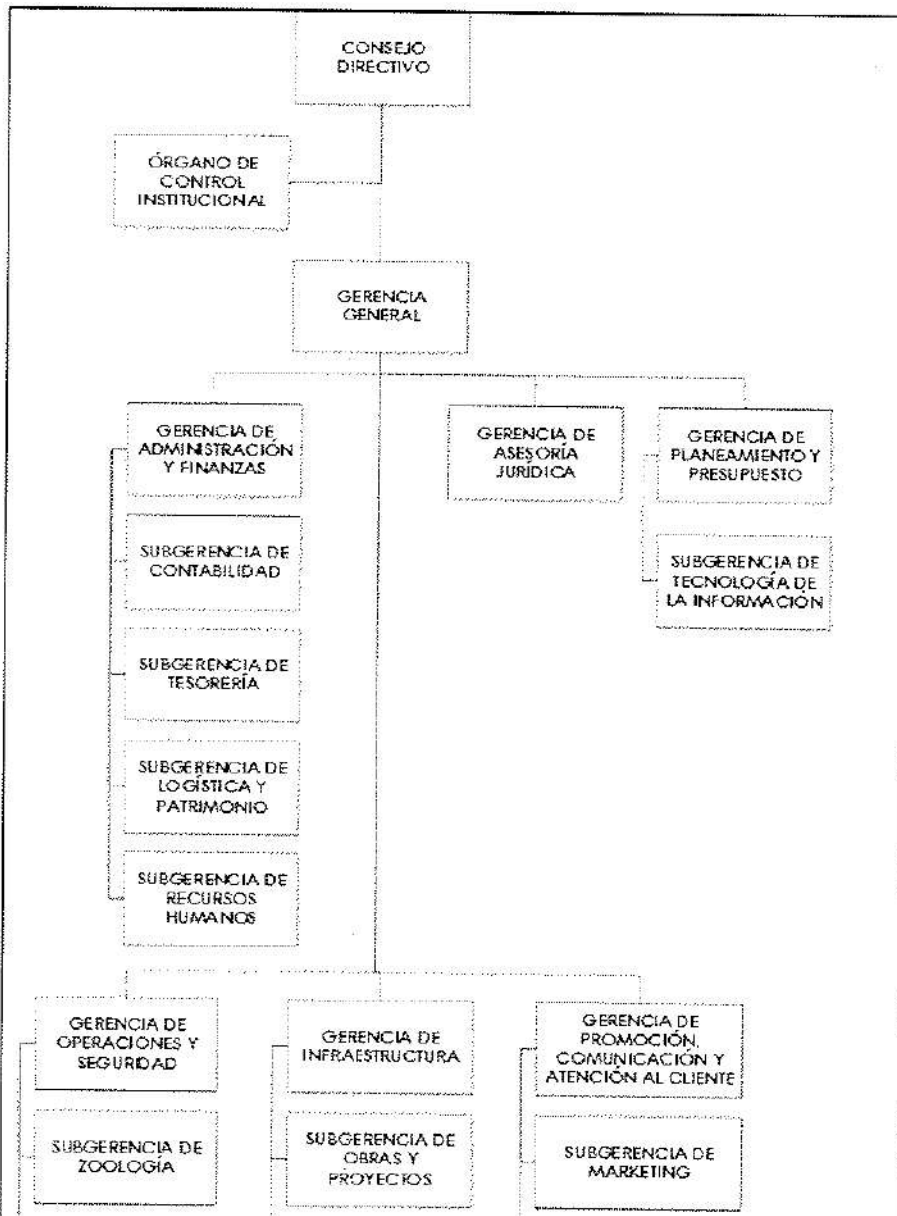 CONSEJO
DIRECTIVO
ÓRGANO DE
CONTROL
INSTITUCIONAL
GERENCIA
GENERAL
GERENCIA DE
ADMINISTRACIÓN
Y FINANZAS
GERENCIA DE
ASESORÍA
JURÍDICA
GERENCIA DE
PLANEAMIENTO Y
PRESUPUESTO
SUBGERENCIA DE
CONTABILIDAD
SUBGERENCIA DE
TECNOLOGÍA DE
LA INFORMACIÓN
SUBGERENCIA DE
TESORERÍA
SUBGERENCIA DE
LOGÍSTICA Y
PATRIMONIO
SUBGERENCIA DE
RECURSOS
HUMANOS
GERENCIA DE
OPERACIONES Y
SEGURIDAD
GERENCIA DE
INFRAESTRUCTURA
GERENCIA DE
PROMOCIÓN,
COMUNICACIÓN Y
ATENCIÓN AL CLIENTE
SUBGERENCIA DE
ZOOLOGÍA
SUBGERENCIA DE
OBRAS Y
PROYECTOS
SUBGERENCIA DE
MARKETING